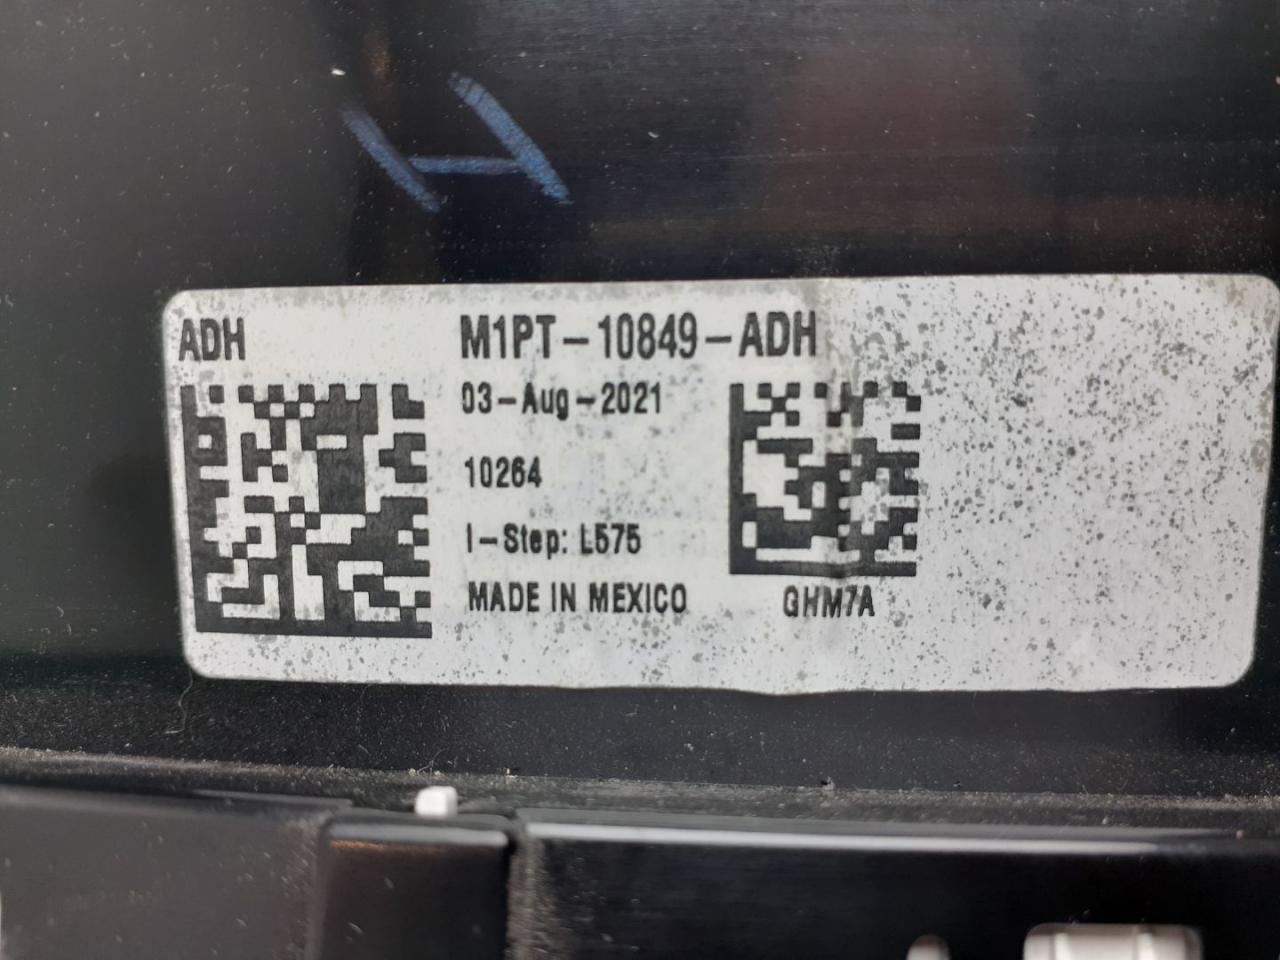 H
ADH
M1PT-10849-ADH
03-Aug-2021
10264
I-Step: L575
MADE IN MEXICO
GHM7A